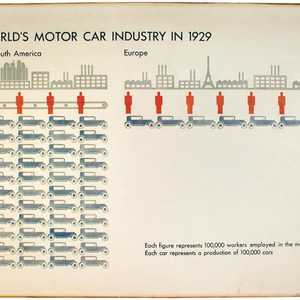 RLD'S MOTOR CAR INDUSTRY IN 1929
uth America
Europe
Each figure represents 100,000 workers employed in the m
Each car represents a production of 100,000 cars